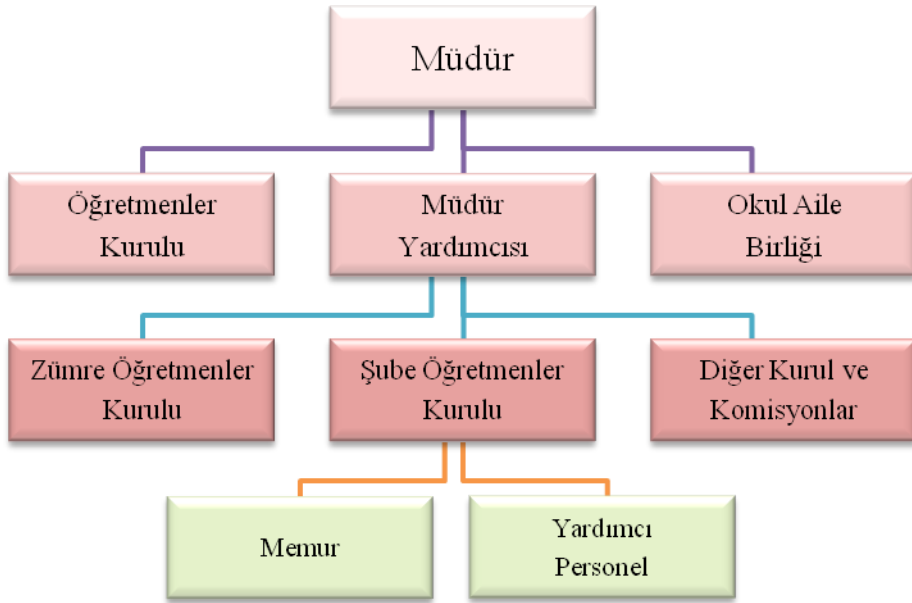 Müdür
Öğretmenler
Kurulu
Müdür
Yardımcısı
Okul Aile
Birliği
Zümre Öğretmenler
Kurulu
Şube Öğretmenler
Kurulu
Diğer Kurul ve
Komisyonlar
Memur
Yardımcı
Personel